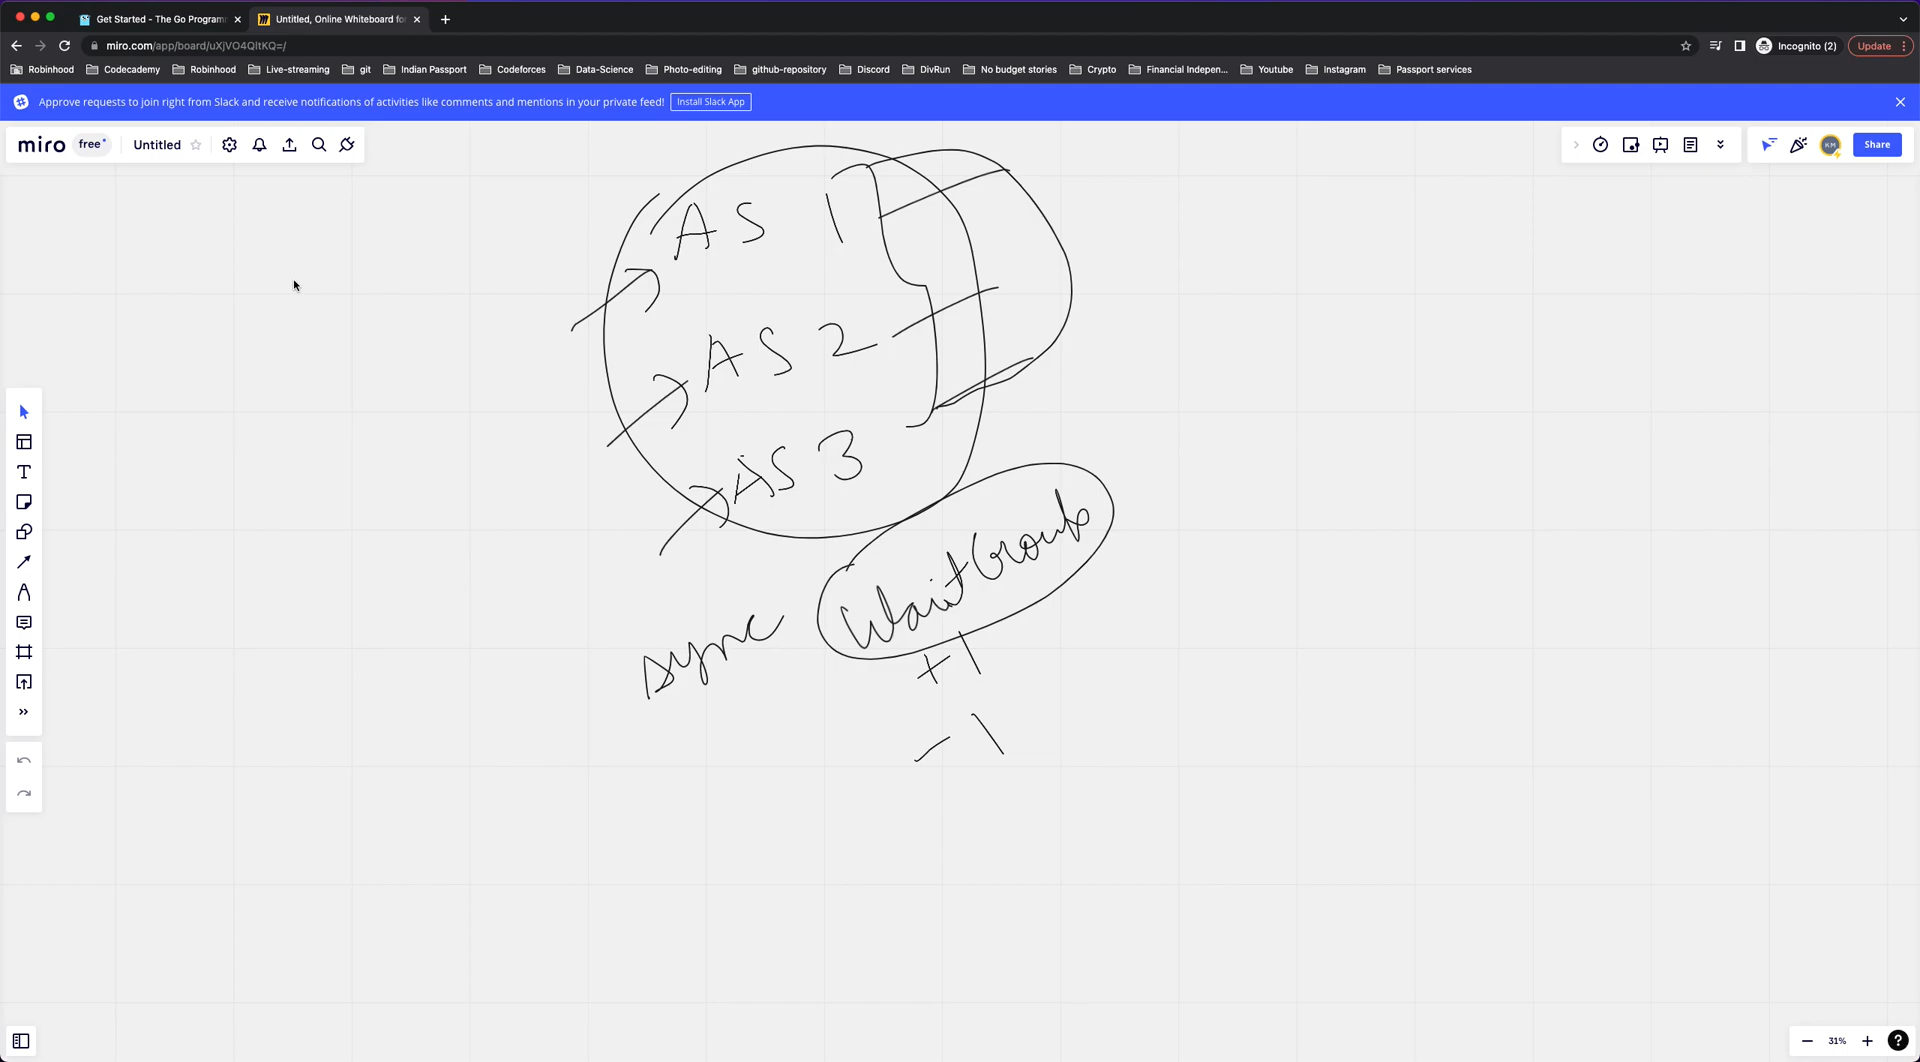 Get Started - The Go Program
Untitled, Online Whiteboard for
miro.com/app/board/uXjVO4QltKQ=/
Incognito (2)
Update
Robinhood
Codecademy
Robinhood
Live-streaming
git
Indian Passport
Codeforces
Data-Science
Photo-editing
github-repository
Discord
DivRun
No budget stories
Crypto
Financial Indepen...
Youtube
Instagram
Passport services
Approve requests to join right from Slack and receive notifications of activities like comments and mentions in your private feed!
Install Slack App
miro
free
Untitled
KM
Share
AS 1
AS 2
AS 3
WaitGroup
sync
+1
-1
31%